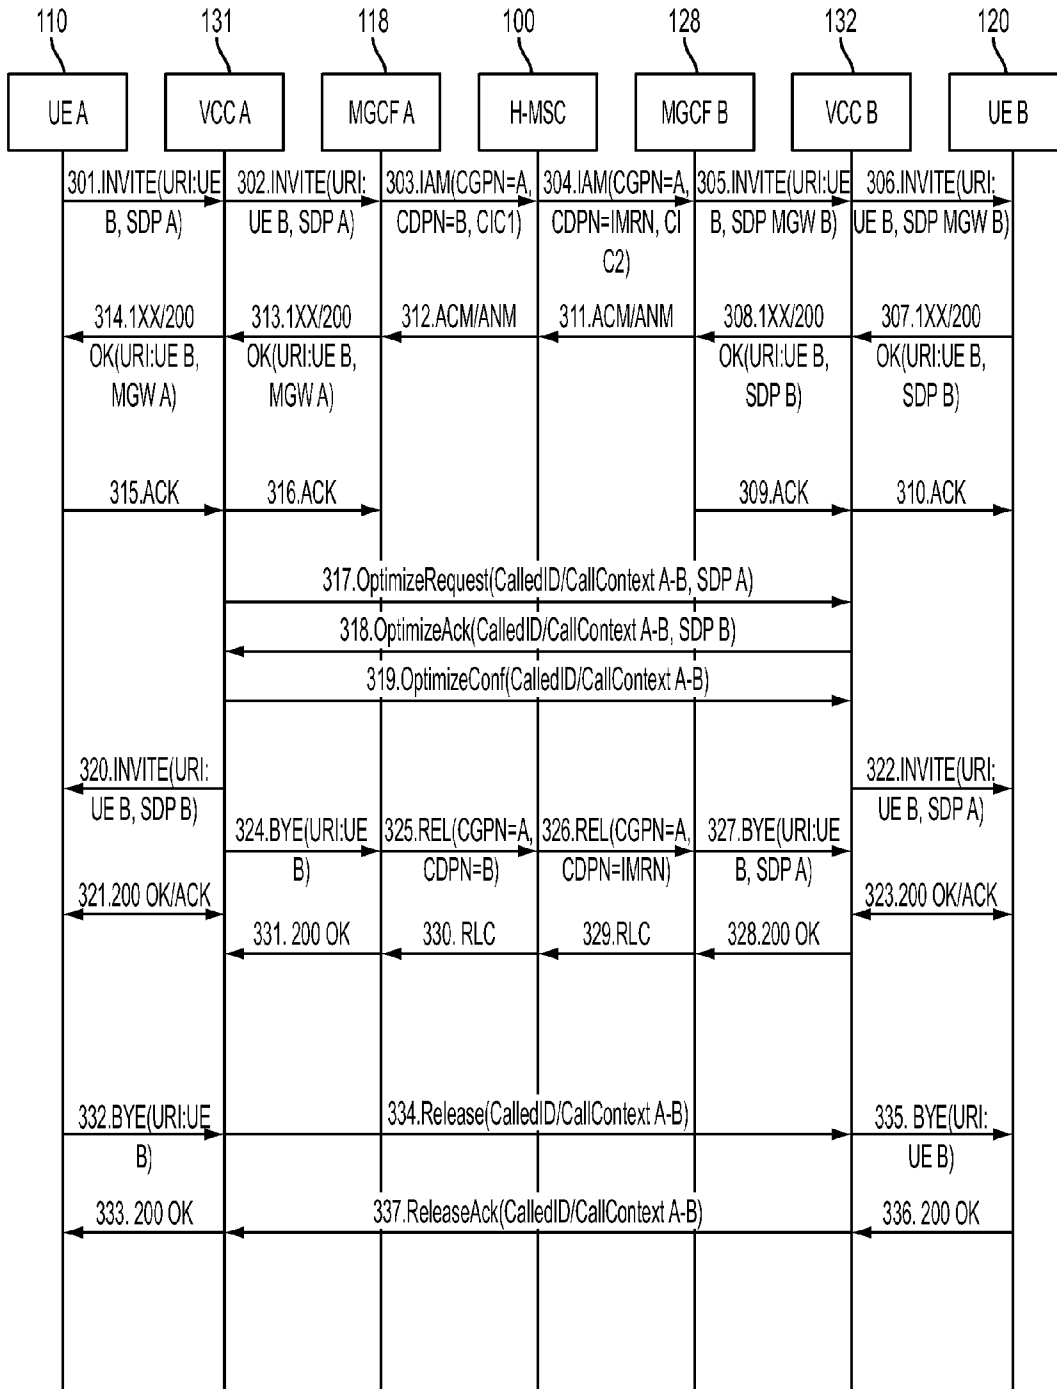 110 131 118 100 128 132 120
UE A VCC A MGCF A H-MSC MGCF B VCC B UE B
301.INVITE(URI:UE B, SDP A)
302.INVITE(URI: UE B, SDP A)
303.IAM(CGPN=A, CDPN=B, CIC1)
304.IAM(CGPN=A, CDPN=IMRN, CI C2)
305.INVITE(URI:UE B, SDP MGW B)
306.INVITE(URI: UE B, SDP MGW B)
314.1XX/200 OK(URI:UE B, MGW A)
313.1XX/200 OK(URI:UE B, MGW A)
312.ACM/ANM
311.ACM/ANM
308.1XX/200 OK(URI:UE B, SDP B)
307.1XX/200 OK(URI:UE B, SDP B)
315.ACK
316.ACK
309.ACK
310.ACK
317.OptimizeRequest(CalledID/CallContext A-B, SDP A)
318.OptimizeAck(CalledID/CallContext A-B, SDP B)
319.OptimizeConf(CalledID/CallContext A-B)
320.INVITE(URI: UE B, SDP B)
322.INVITE(URI: UE B, SDP A)
324.BYE(URI:UE B)
325.REL(CGPN=A, CDPN=B)
326.REL(CGPN=A, CDPN=IMRN)
327.BYE(URI:UE B, SDP A)
321.200 OK/ACK
323.200 OK/ACK
331. 200 OK
330. RLC
329.RLC
328.200 OK
332.BYE(URI:UE B)
334.Release(CalledID/CallContext A-B)
335. BYE(URI: UE B)
333. 200 OK
337.ReleaseAck(CalledID/CallContext A-B)
336. 200 OK